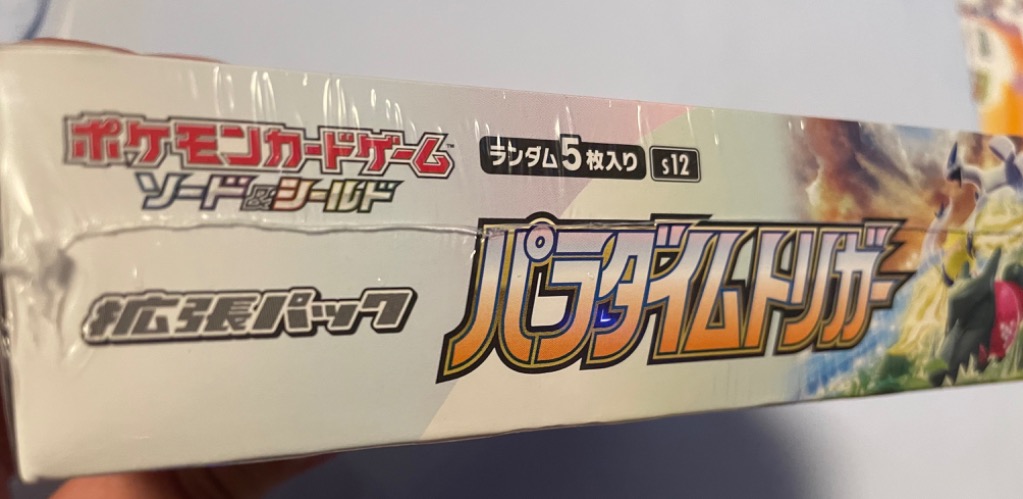 ポケモンカードゲーム™
ソード&シールド
ランダム5枚入り S12
拡張パック
パラダイムトリガー